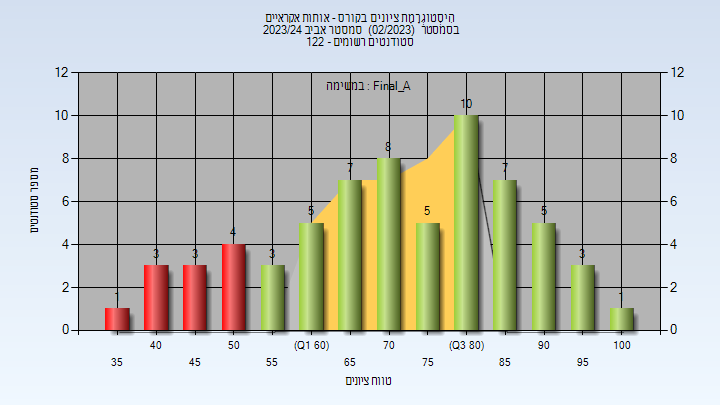 היסטוגרמת ציונים בקורס - אותות אקראיים
בסמסטר (02/2023) סמסטר אביב 2023/24
סטודנטים רשומים - 122
במשימה : Final_A
12 12
10 10
8 8
6 6
4 4
2 2
0 0
מספר סטודנטים
1 3 3 4 3 5 7 8 5 10 7 5 3 1
40 50 (Q1 60) 70 (Q3 80) 90 100
35 45 55 65 75 85 95
טווח ציונים